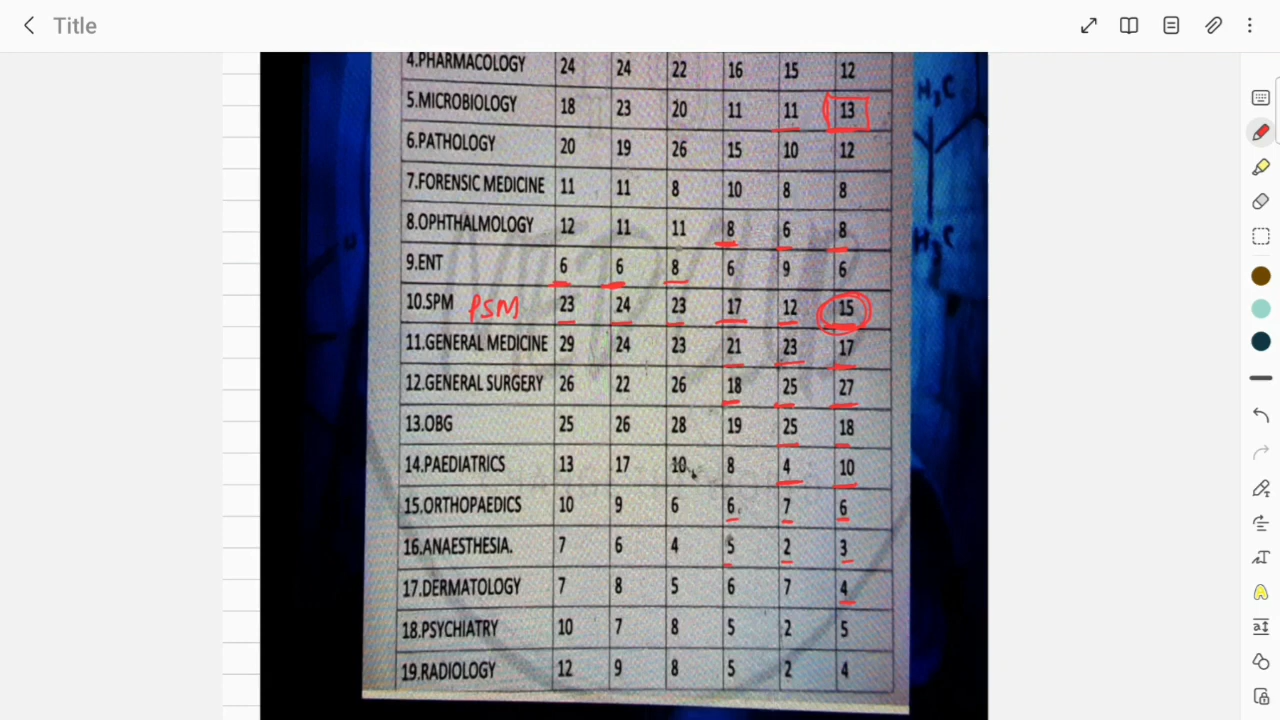 Title
4.PHARMACOLOGY 24 24 22 16 15 12
5.MICROBIOLOGY 18 23 20 11 11 13
6.PATHOLOGY 20 19 26 15 10 12
7.FORENSIC MEDICINE 11 11 8 10 8 8
8.OPHTHALMOLOGY 12 11 11 8 6 8
9.ENT 6 6 8 6 9 6
10.SPM PSM 23 24 23 17 12 15
11.GENERAL MEDICINE 29 24 23 21 23 17
12.GENERAL SURGERY 26 22 26 18 25 27
13.OBG 25 26 28 19 25 18
14.PAEDIATRICS 13 17 10 8 4 10
15.ORTHOPAEDICS 10 9 6 6 7 6
16.ANAESTHESIA. 7 6 4 5 2 3
17.DERMATOLOGY 7 8 5 6 7 4
18.PSYCHIATRY 10 7 8 5 2 5
19.RADIOLOGY 12 9 8 5 2 4
H3C
H3C